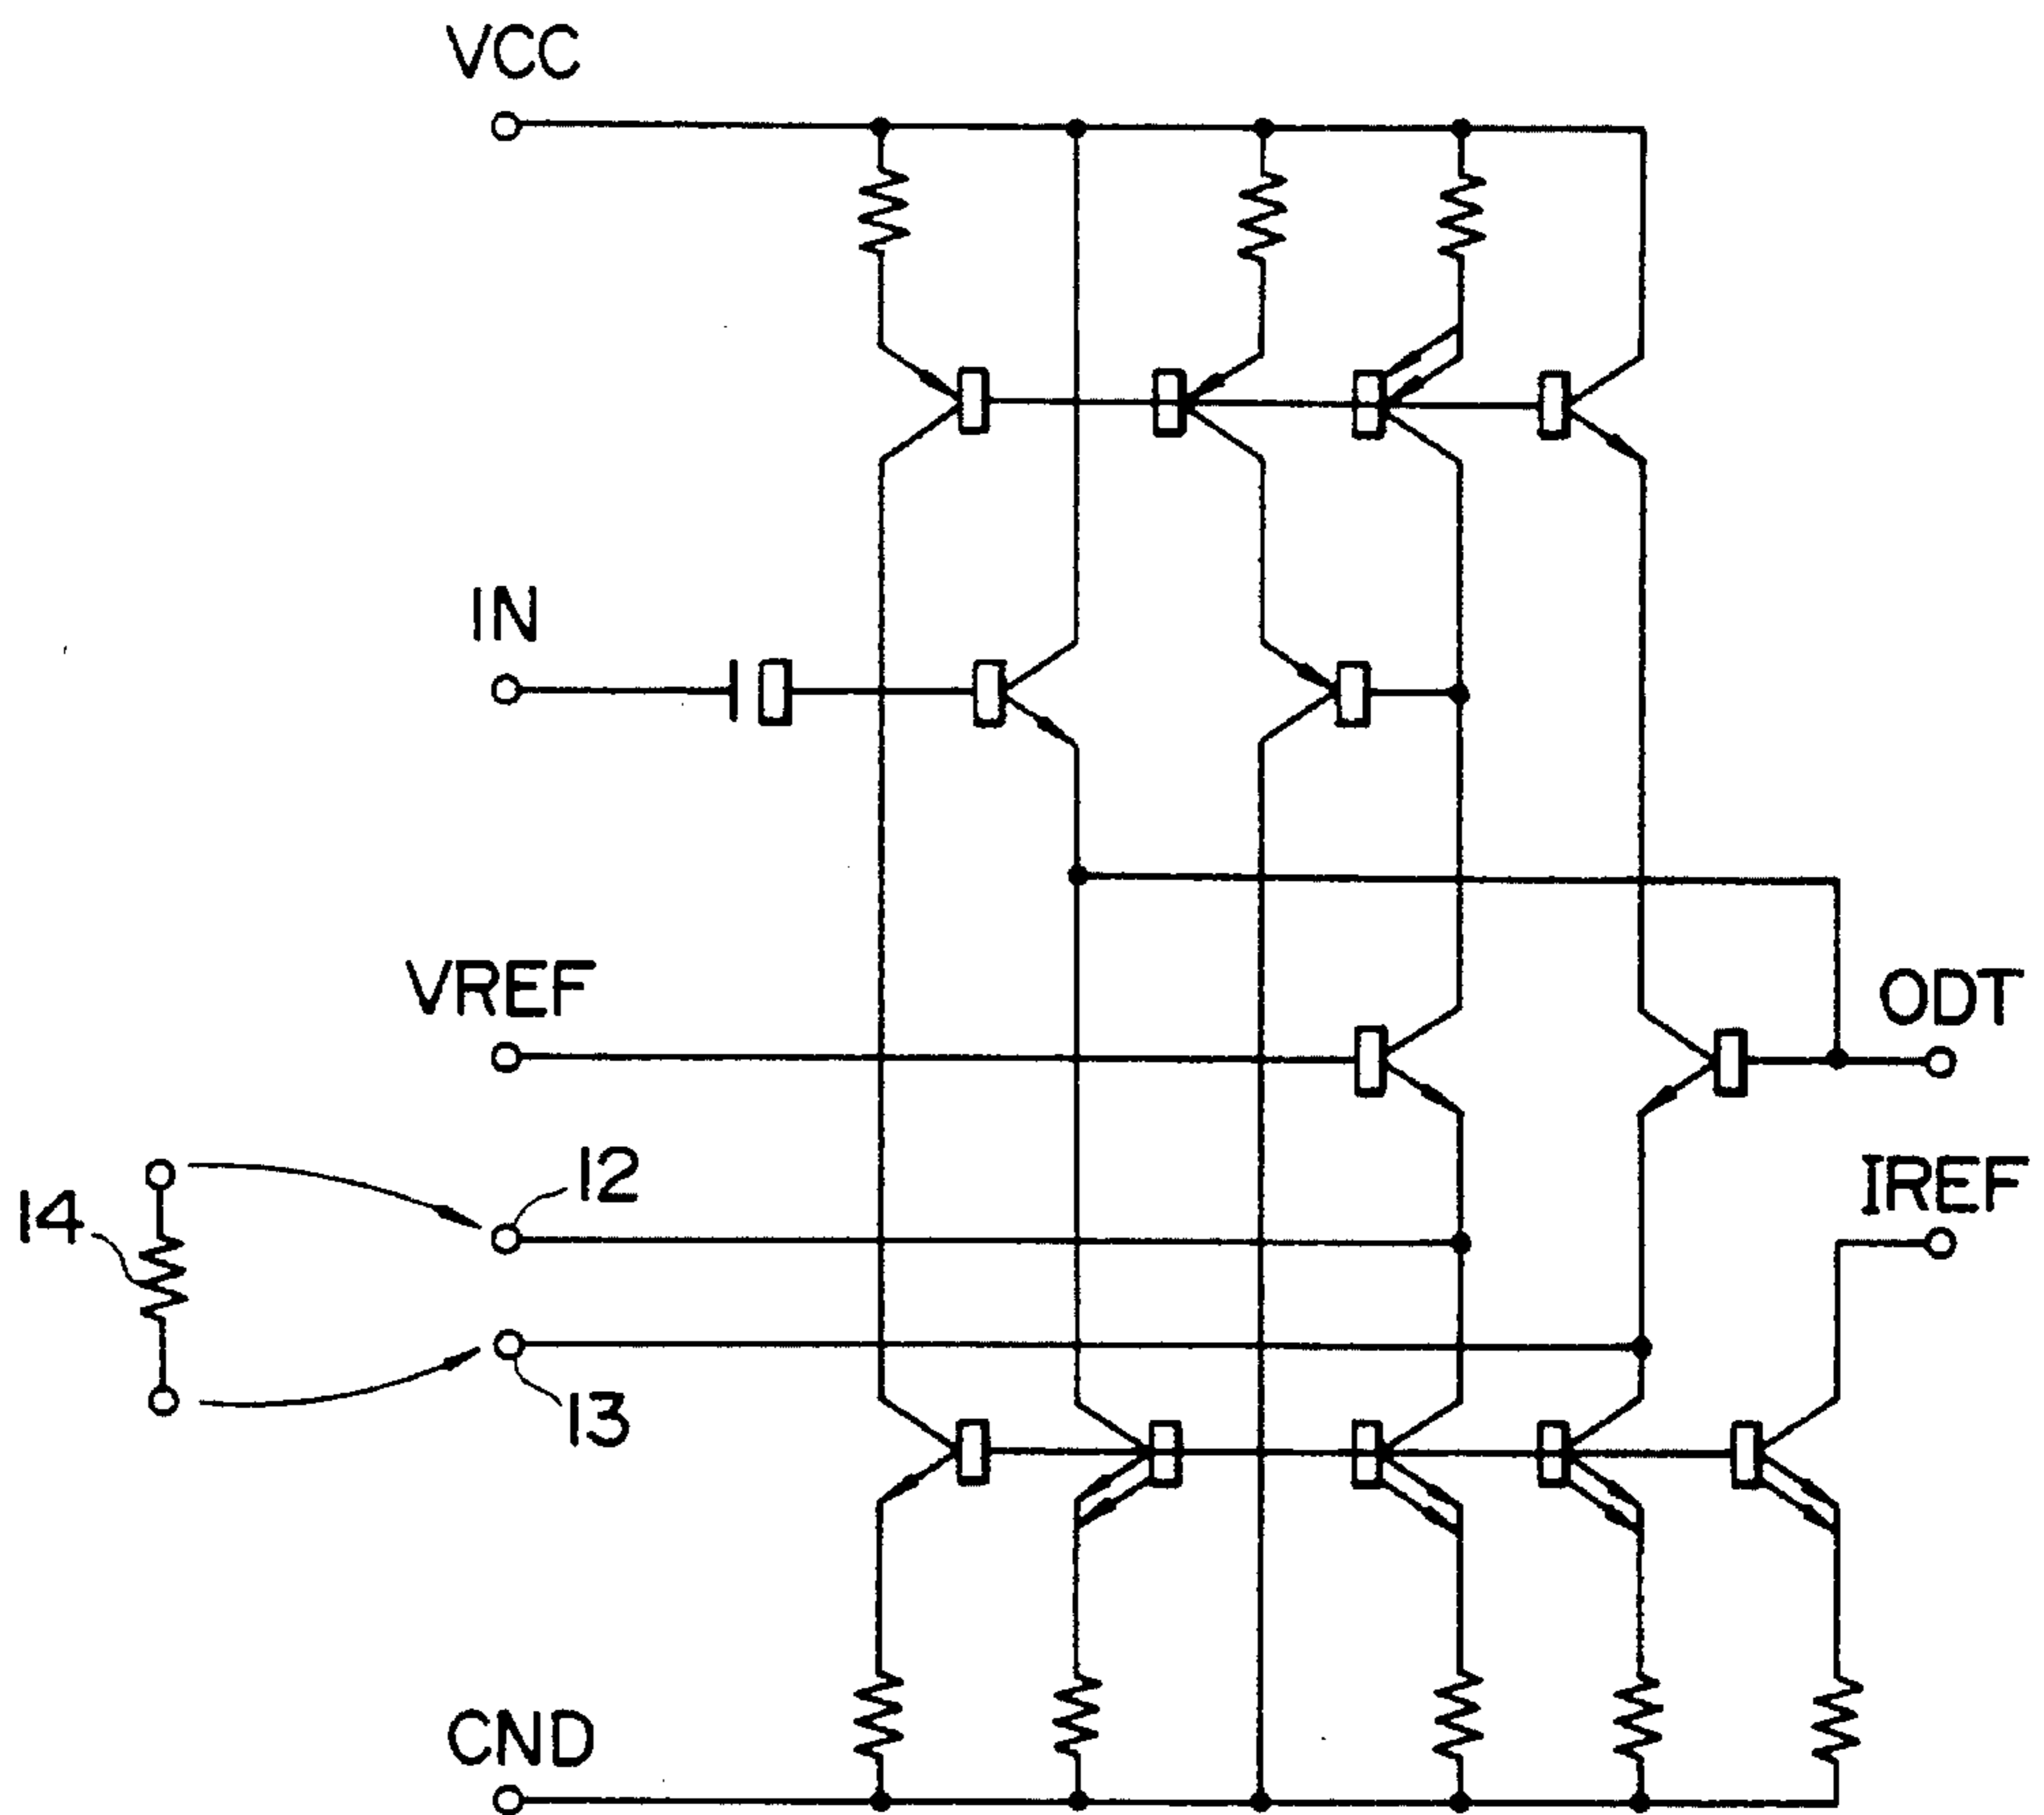 VCC
IN
VREF
ODT
12
IREF
14
13
CND